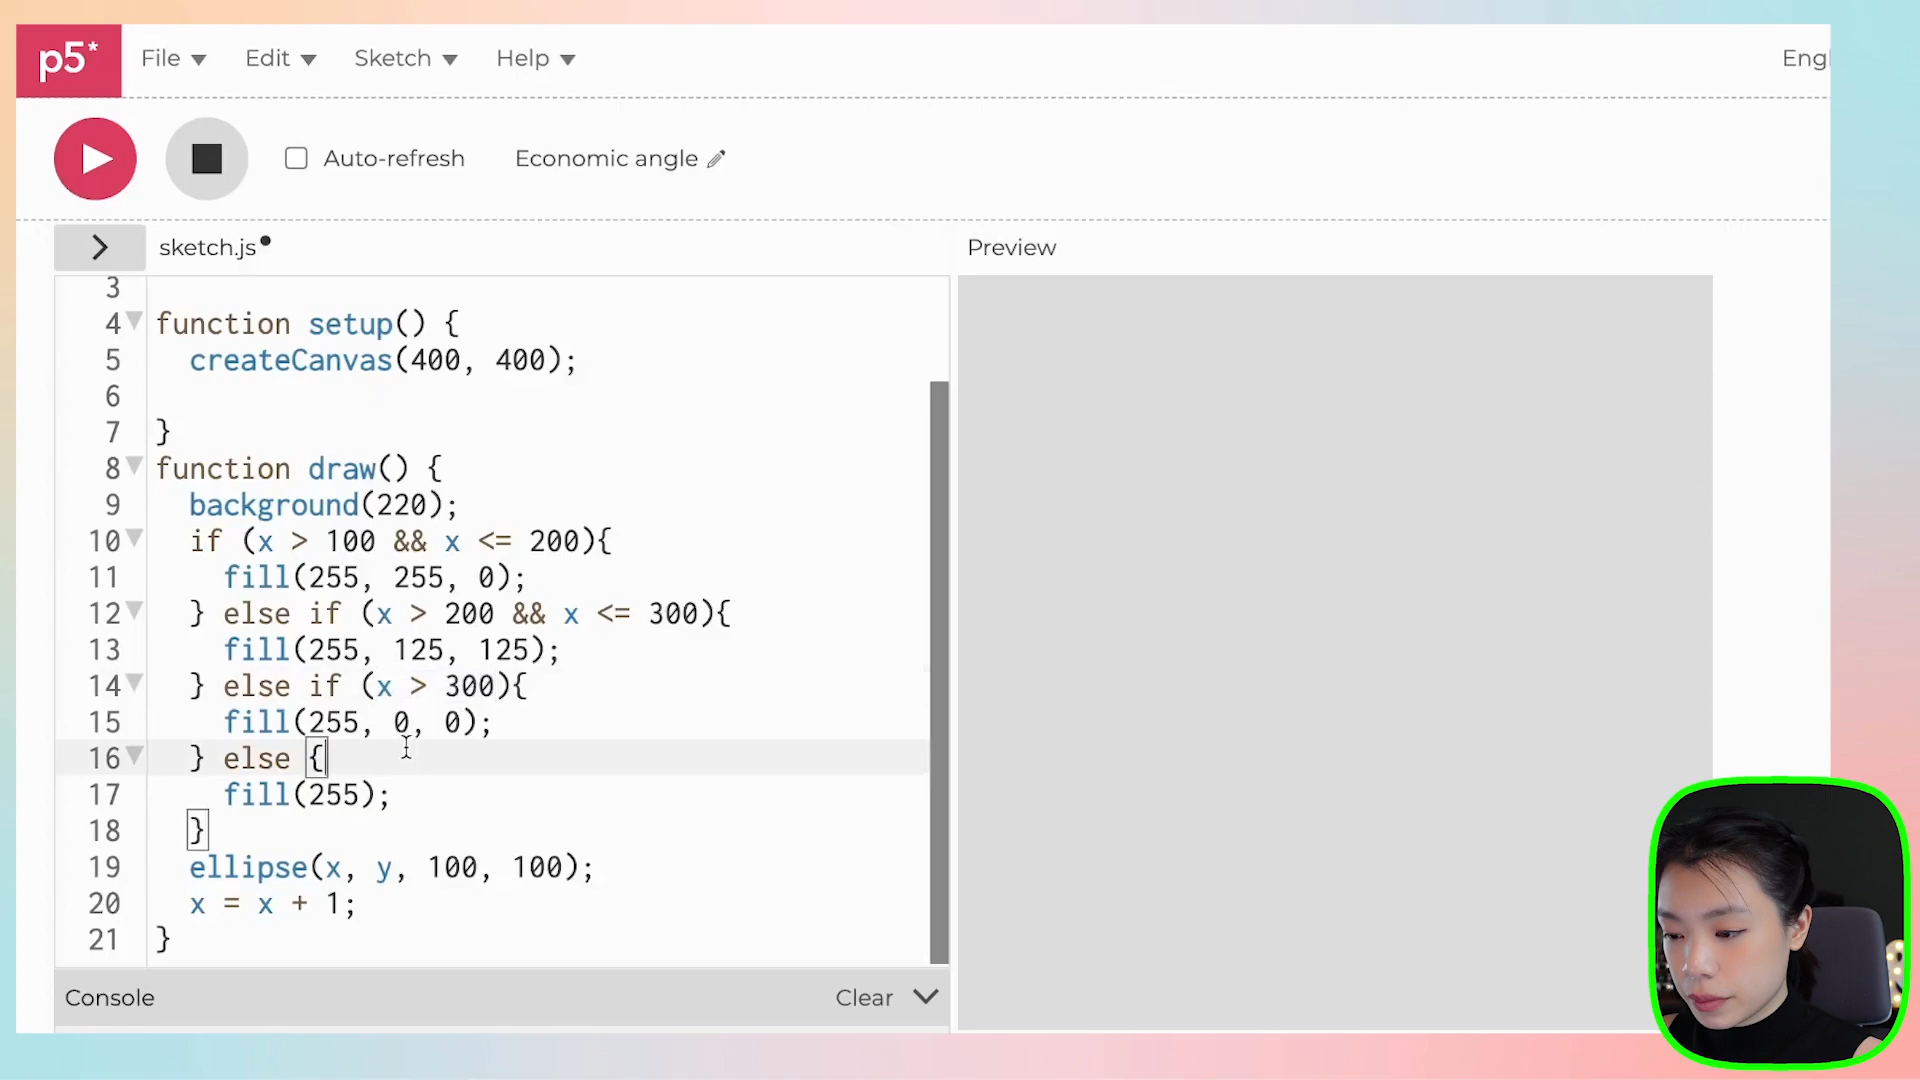 p5* File Edit Sketch Help Engl
Auto-refresh Economic angle
sketch.js Preview
3
4 function setup() {
5 createCanvas(400, 400);
6
7 }
8 function draw() {
9 background(220);
10 if (x > 100 && x <= 200){
11 fill(255, 255, 0);
12 } else if (x > 200 && x <= 300){
13 fill(255, 125, 125);
14 } else if (x > 300){
15 fill(255, 0, 0);
16 } else {
17 fill(255);
18 }
19 ellipse(x, y, 100, 100);
20 x = x + 1;
21 }
Console Clear